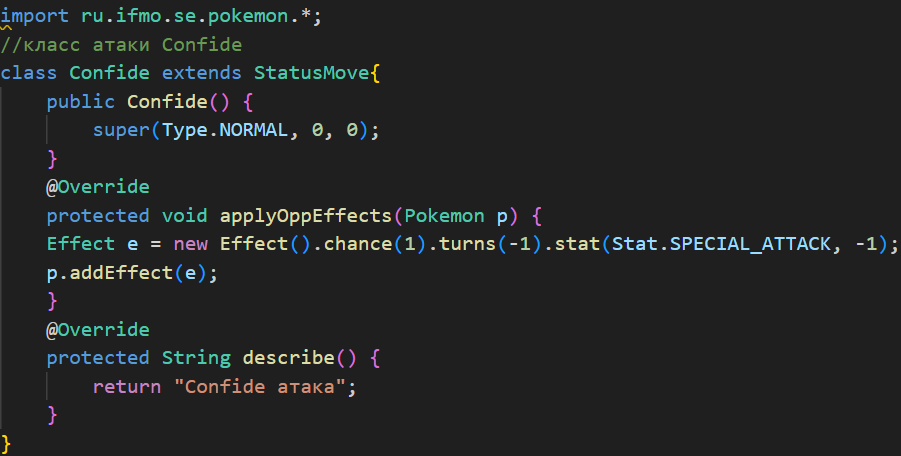 import ru.ifmo.se.pokemon.*;
//класс атаки Confide
class Confide extends StatusMove{
    public Confide() {
        super(Type.NORMAL, 0, 0);
    }
    @Override
    protected void applyOppEffects(Pokemon p) {
    Effect e = new Effect().chance(1).turns(-1).stat(Stat.SPECIAL_ATTACK, -1);
    p.addEffect(e);
    }
    @Override
    protected String describe() {
        return "Confide атака";
    }
}